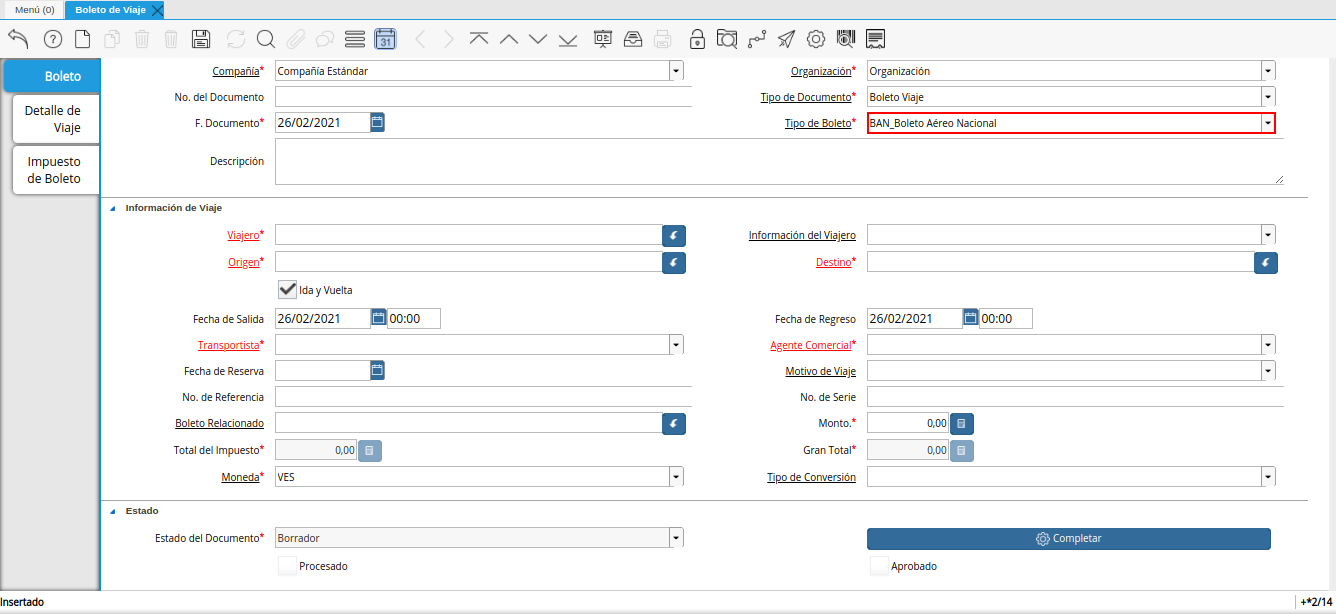 Menú (0) Boleto de Viaje
31
Boleto
Detalle de Viaje
Impuesto de Boleto
Compañía* Compañía Estándar Organización* Organización
No. del Documento Tipo de Documento* Boleto Viaje
F. Documento* 26/02/2021 Tipo de Boleto* BAN_Boleto Aéreo Nacional
Descripción
Información de Viaje
Viajero* Información del Viajero
Origen* Destino*
Ida y Vuelta
Fecha de Salida 26/02/2021 00:00 Fecha de Regreso 26/02/2021 00:00
Transportista* Agente Comercial*
Fecha de Reserva Motivo de Viaje
No. de Referencia No. de Serie
Boleto Relacionado Monto.* 0,00
Total del Impuesto* 0,00 Gran Total* 0,00
Moneda* VES Tipo de Conversión
Estado
Estado del Documento* Borrador Completar
Procesado Aprobado
Insertado +*2/14